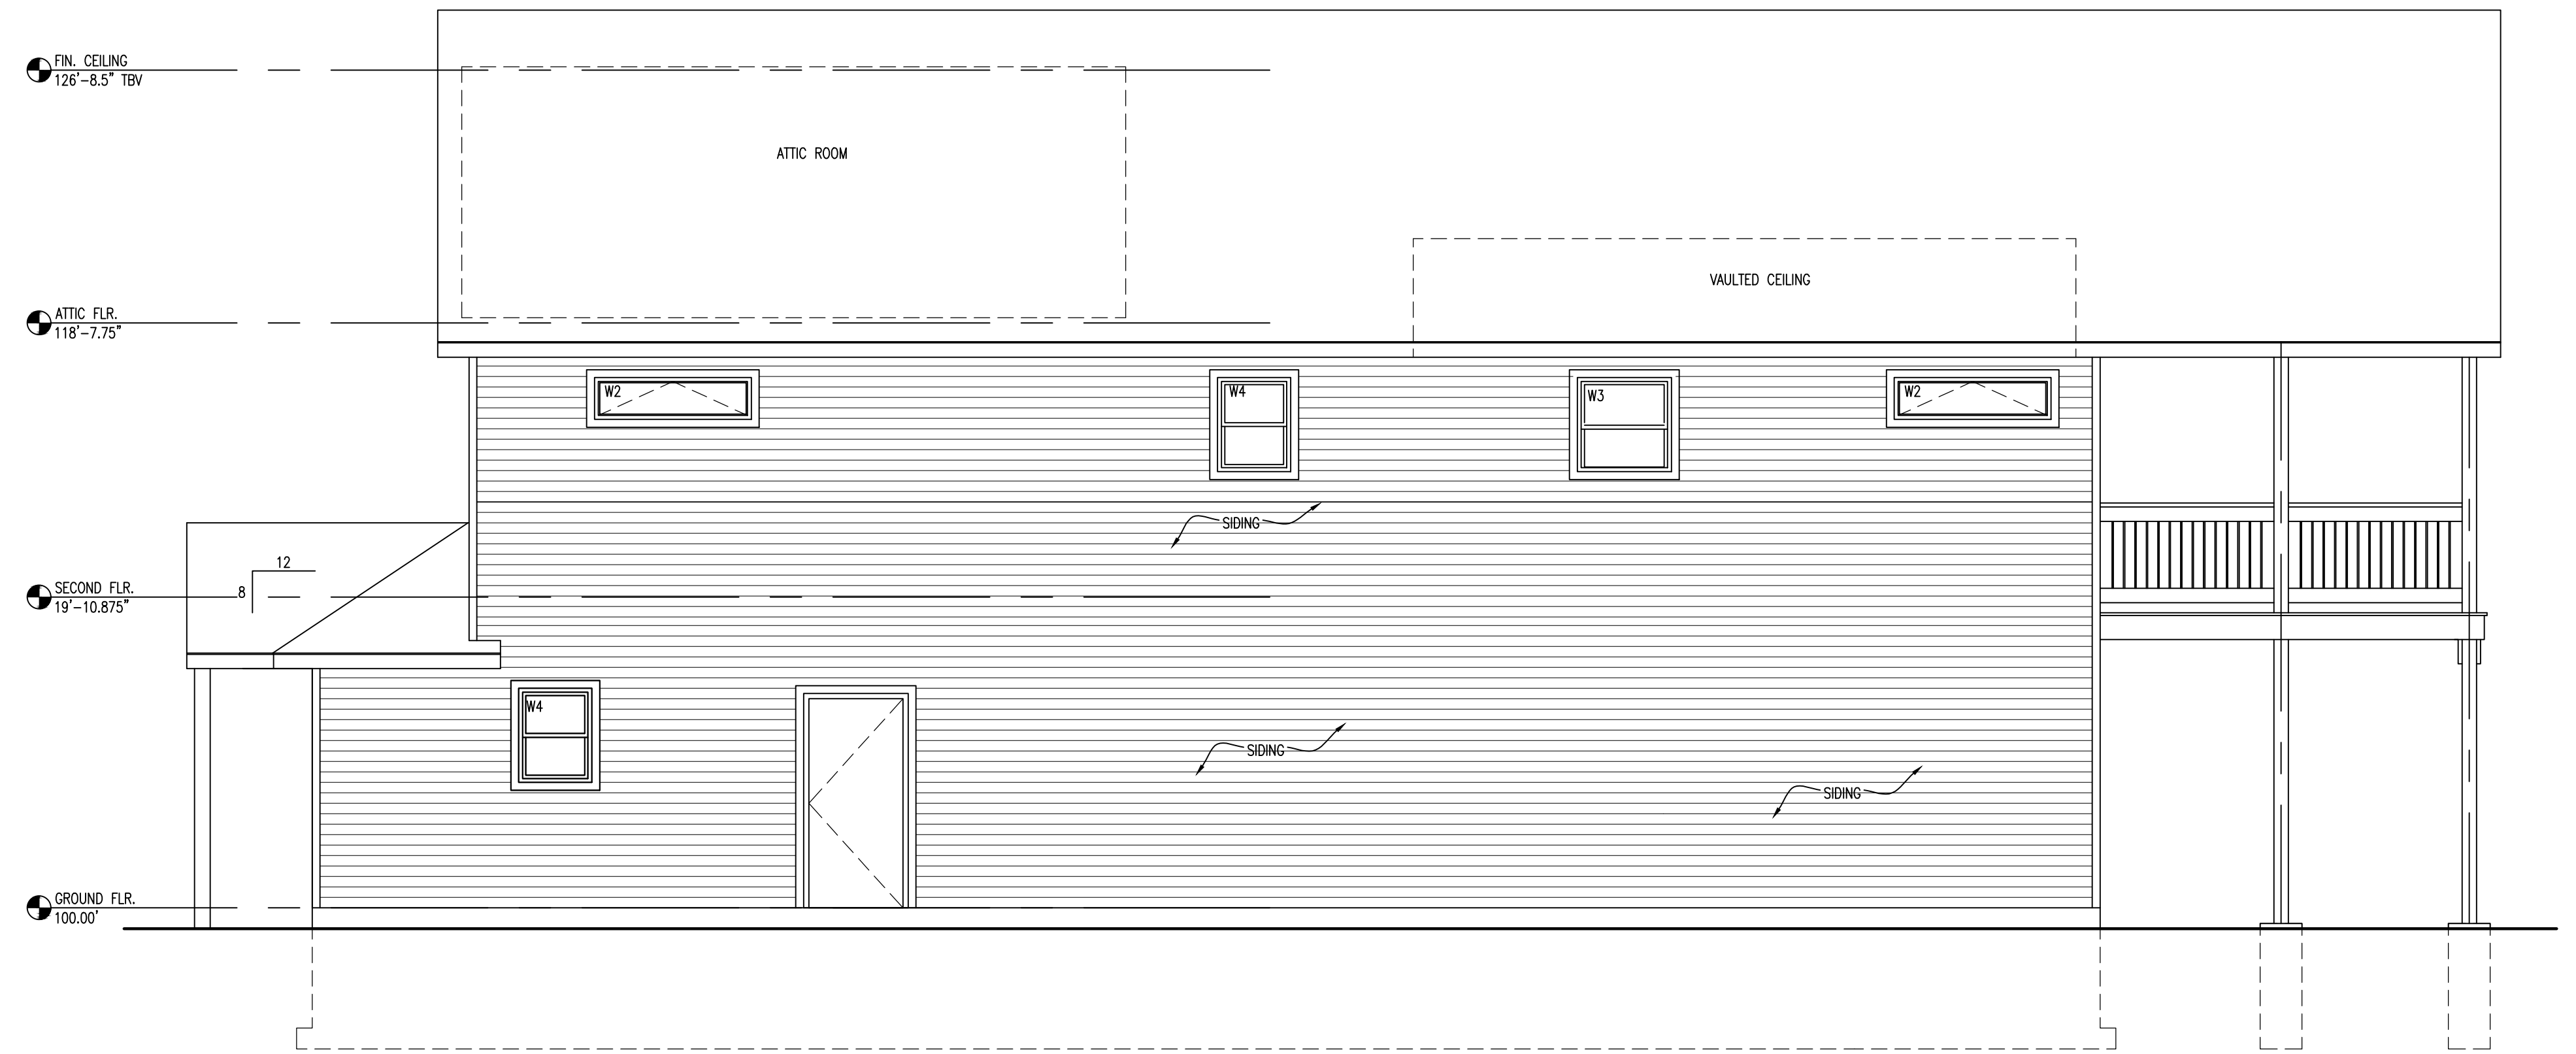 FIN. CEILING
126'-8.5" TBV
ATTIC ROOM
VAULTED CEILING
ATTIC FLR.
118'-7.75"
W2
W4
W3
W2
SIDING
12
8
SECOND FLR.
19'-10.875"
W4
SIDING
SIDING
GROUND FLR.
100.00'